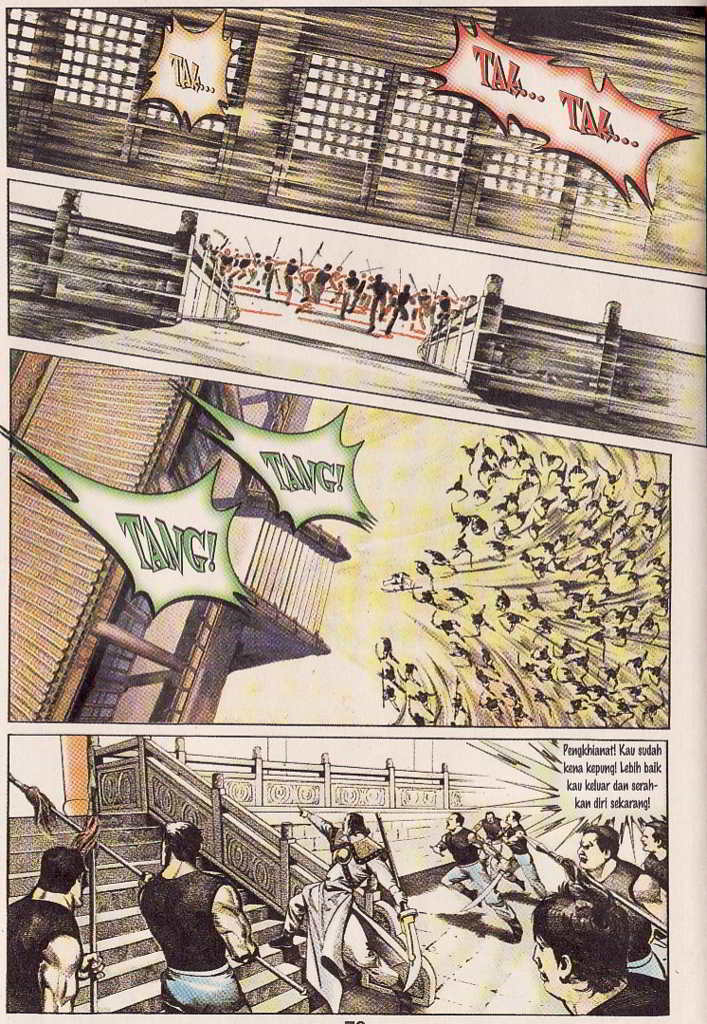 TAK...
TAK... TAK...
TANG!
TANG!
Pengkhianat! Kau sudah
kena kepung! Lebih baik
kau keluar dan serah-
kan diri sekarang!